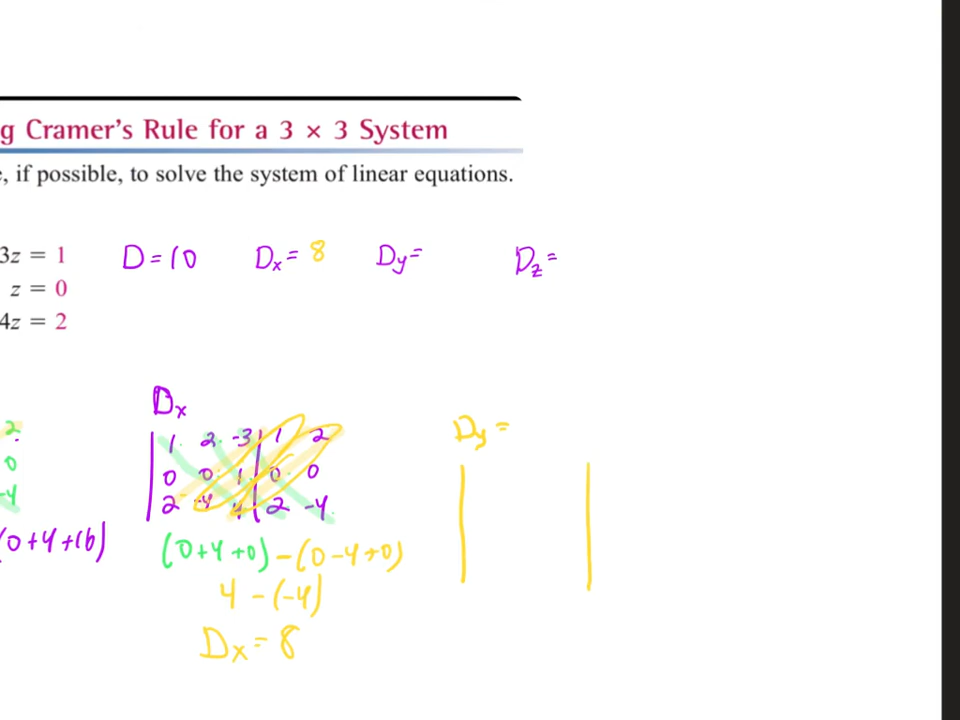 g Cramer's Rule for a 3 × 3 System
e, if possible, to solve the system of linear equations.
3z = 1
z = 0
4z = 2
D = 10 Dx = 8 Dy = Dz =
2
0
-4
(0+4+16)
Dx
1 2 -3 1 2
0 0 1 0 0
2 -4 4 2 -4
(0+4+0) - (0-4+0)
4 - (-4)
Dx = 8
Dy =